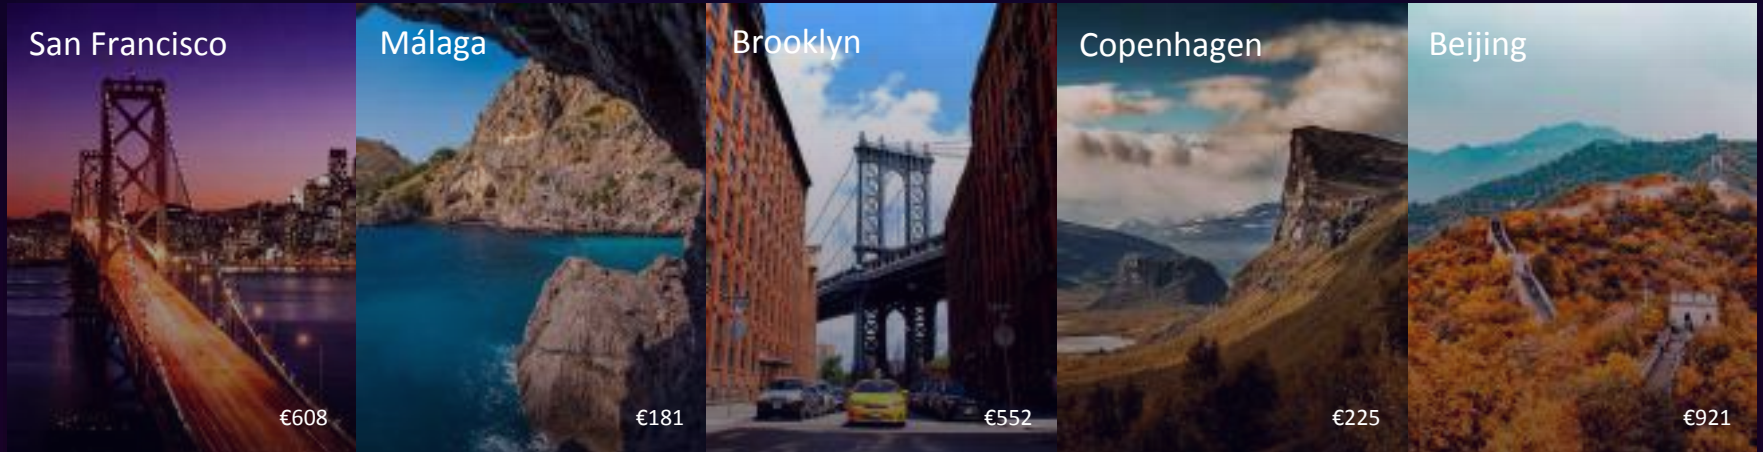 San Francisco
€608
Málaga
€181
Brooklyn
€552
Copenhagen
€225
Beijing
€921